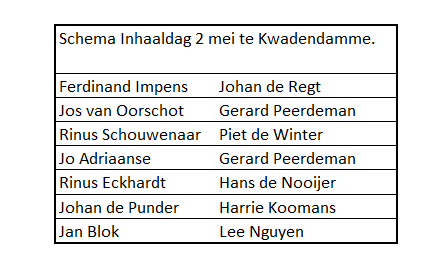 Schema Inhaaldag 2 mei te Kwadendamme.
Ferdinand Impens Johan de Regt
Jos van Oorschot Gerard Peerdeman
Rinus Schouwenaar Piet de Winter
Jo Adriaanse Gerard Peerdeman
Rinus Eckhardt Hans de Nooijer
Johan de Punder Harrie Koomans
Jan Blok Lee Nguyen